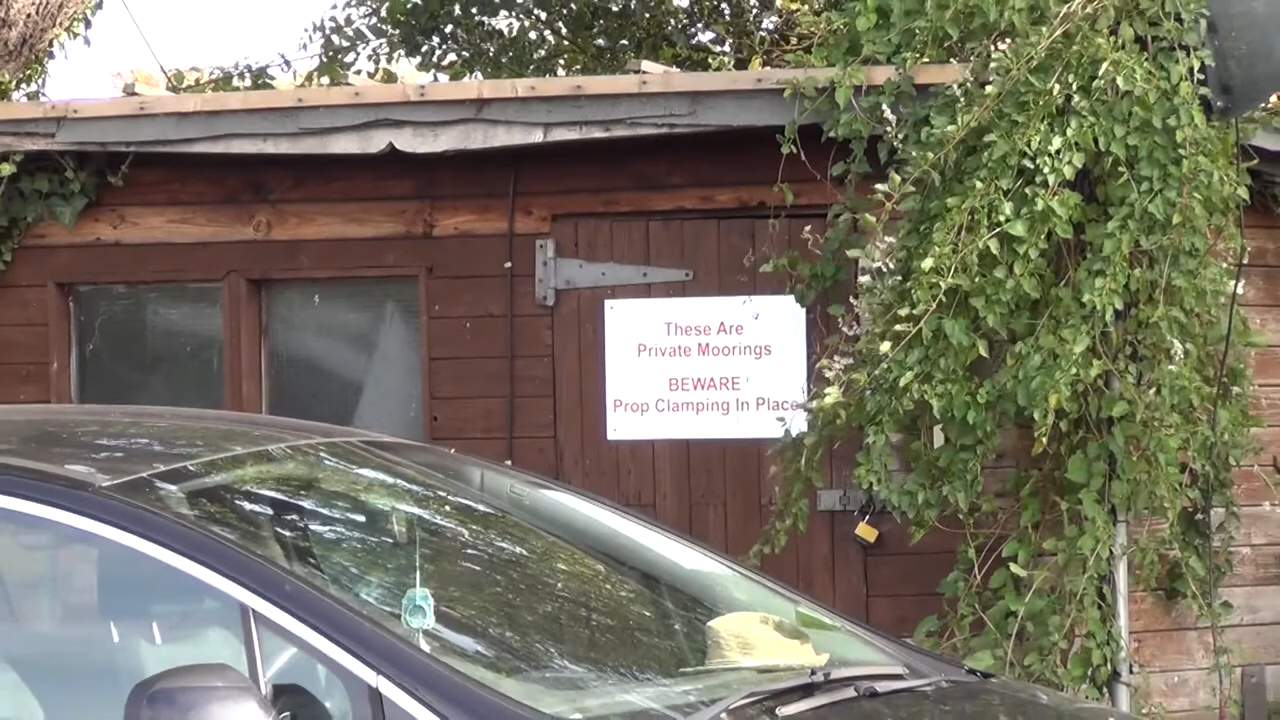 These Are
Private Moorings
BEWARE !
Prop Clamping In Place